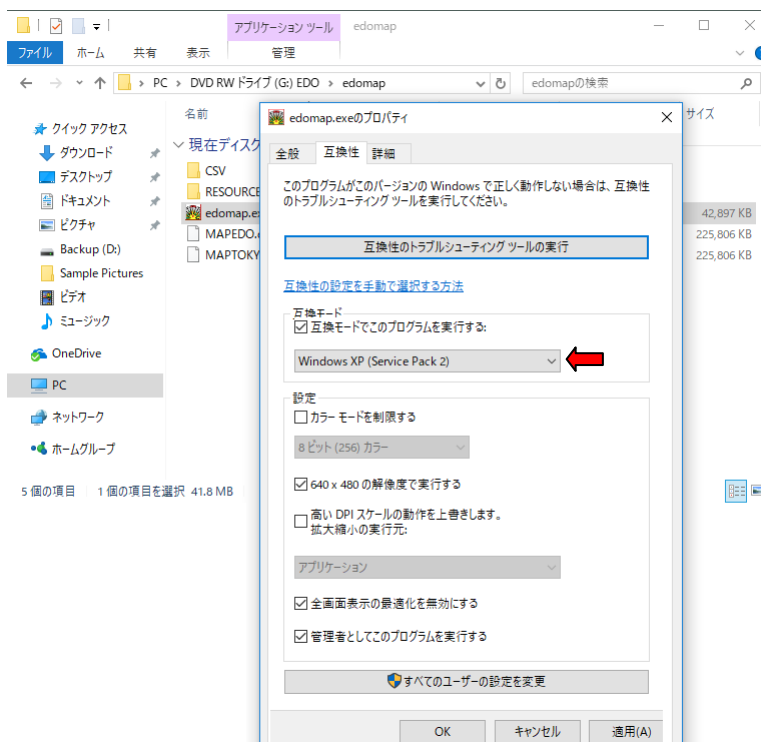 アプリケーション ツール
edomap
ファイル
ホーム
共有
表示
管理
PC › DVD RW ドライブ (G:) EDO › edomap
edomapの検索
クイック アクセス
ダウンロード
デスクトップ
ドキュメント
ピクチャ
Backup (D:)
Sample Pictures
ビデオ
ミュージック
OneDrive
PC
ネットワーク
ホームグループ
名前
サイズ
現在ディスク
CSV
RESOURCE
edomap.e
42,897 KB
MAPEDO.
225,806 KB
MAPTOKY
225,806 KB
edomap.exeのプロパティ
全般
互換性
詳細
このプログラムがこのバージョンの Windows で正しく動作しない場合は、互換性
のトラブルシューティング ツールを実行してください。
互換性のトラブルシューティング ツールの実行
互換性の設定を手動で選択する方法
互換モード
互換モードでこのプログラムを実行する:
Windows XP (Service Pack 2)
設定
カラー モードを制限する
8 ビット (256) カラー
640 x 480 の解像度で実行する
高い DPI スケールの動作を上書きします。
拡大縮小の実行元:
アプリケーション
全画面表示の最適化を無効にする
管理者としてこのプログラムを実行する
すべてのユーザーの設定を変更
OK
キャンセル
適用(A)
5 個の項目
1 個の項目を選択 41.8 MB